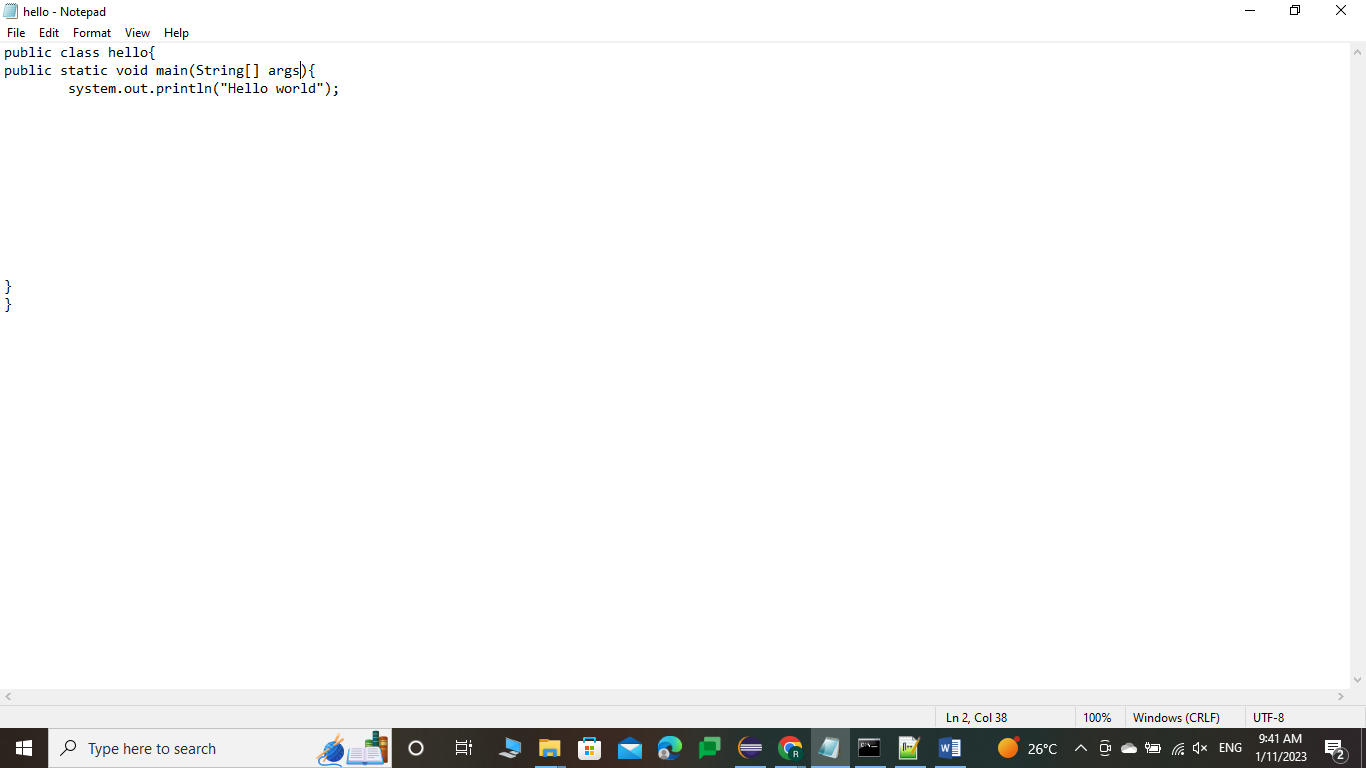 hello - Notepad
File Edit Format View Help
public class hello{
public static void main(String[] args){
system.out.println("Hello world");
}
}
Ln 2, Col 38 100% Windows (CRLF) UTF-8
Type here to search
26°C
ENG
9:41 AM
1/11/2023
2